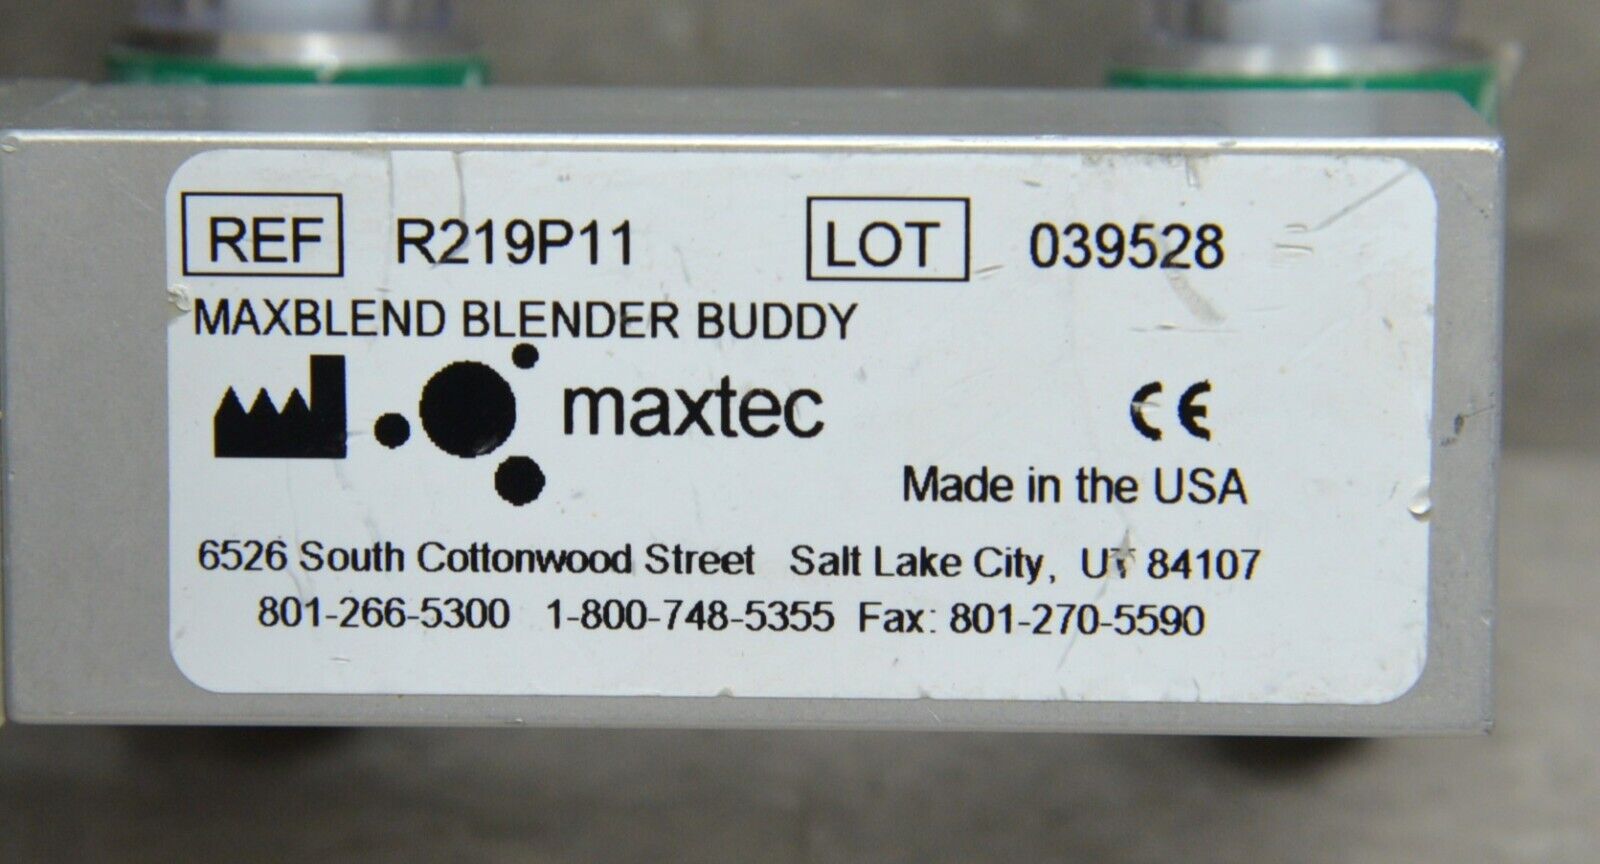 REF R219P11 LOT 039528
MAXBLEND BLENDER BUDDY
maxtec CE
Made in the USA
6526 South Cottonwood Street Salt Lake City, UT 84107
801-266-5300 1-800-748-5355 Fax: 801-270-5590